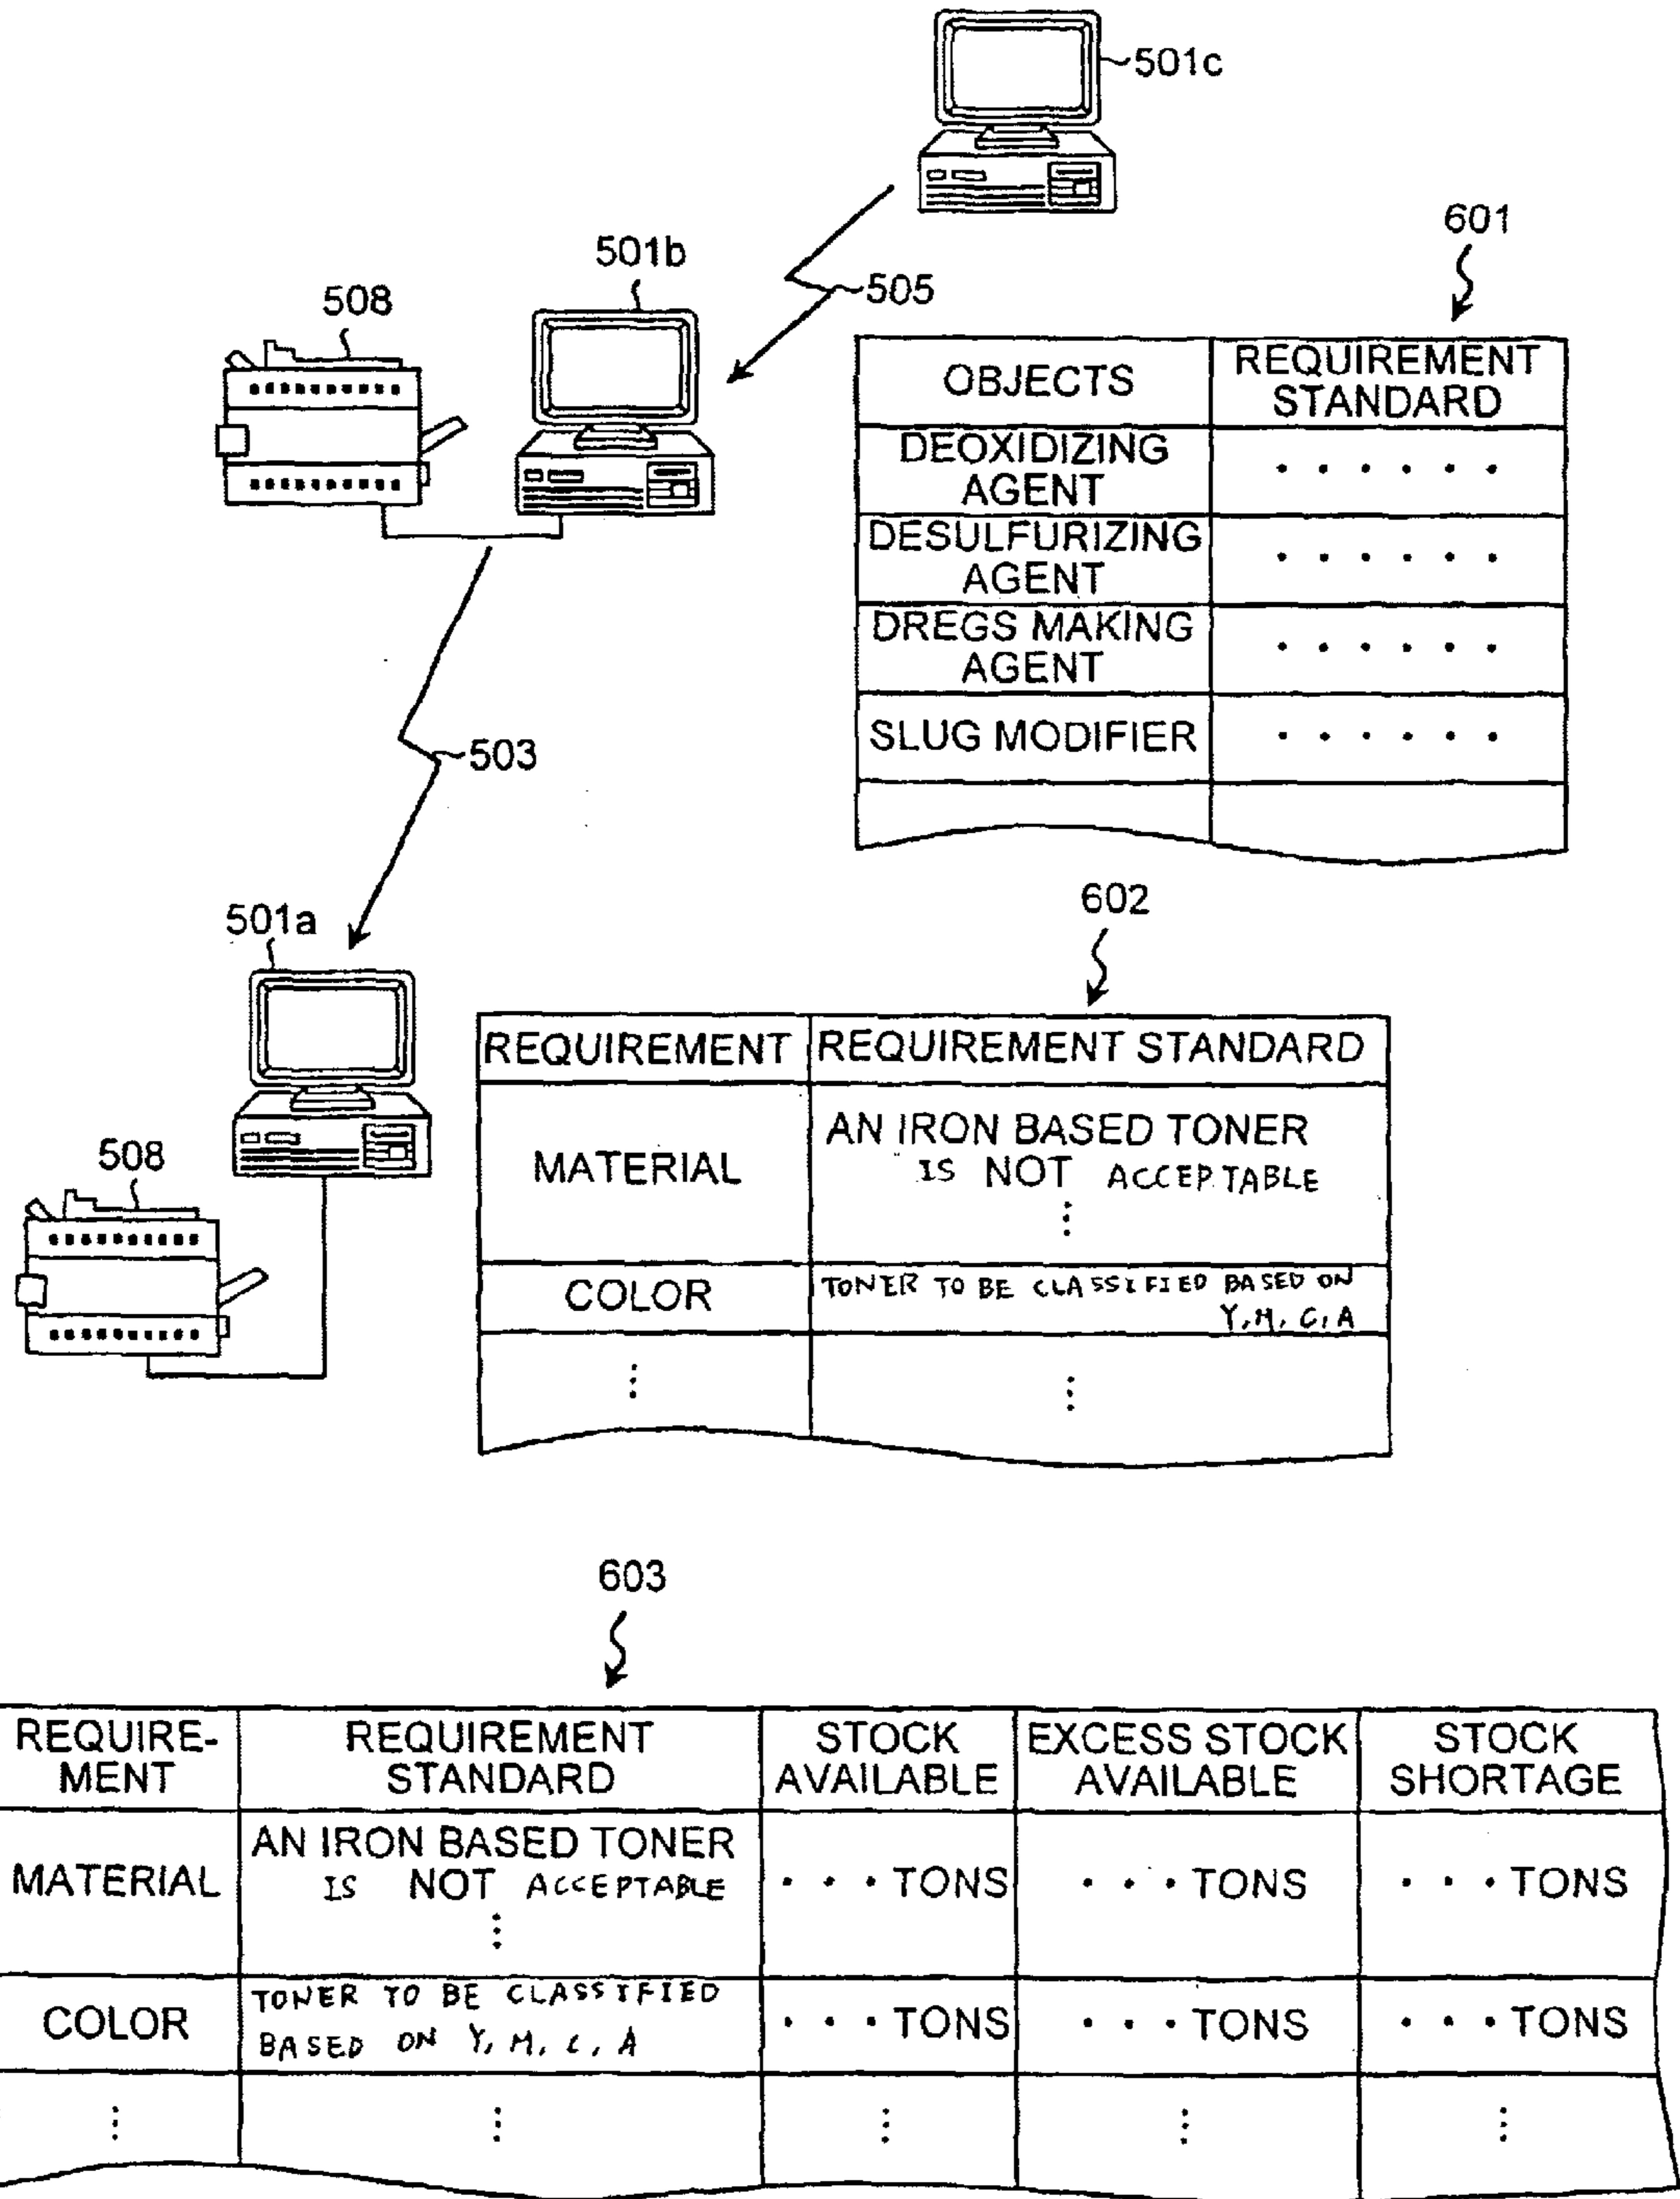 501c
501b
508
505
601
OBJECTS
REQUIREMENT
STANDARD
DEOXIDIZING
AGENT
. . . . . .
DESULFURIZING
AGENT
. . . . . .
DREGS MAKING
AGENT
. . . . . .
SLUG MODIFIER
. . . . . .
503
501a
508
602
REQUIREMENT
REQUIREMENT STANDARD
MATERIAL
AN IRON BASED TONER
IS NOT ACCEPTABLE
⋮
COLOR
TONER TO BE CLASSIFIED BASED ON
Y, M, C, A
⋮
⋮
603
REQUIRE-
MENT
REQUIREMENT
STANDARD
STOCK
AVAILABLE
EXCESS STOCK
AVAILABLE
STOCK
SHORTAGE
MATERIAL
AN IRON BASED TONER
IS NOT ACCEPTABLE
⋮
. . . TONS
. . . TONS
. . . TONS
COLOR
TONER TO BE CLASSIFIED
BASED ON Y, M, C, A
. . . TONS
. . . TONS
. . . TONS
⋮
⋮
⋮
⋮
⋮